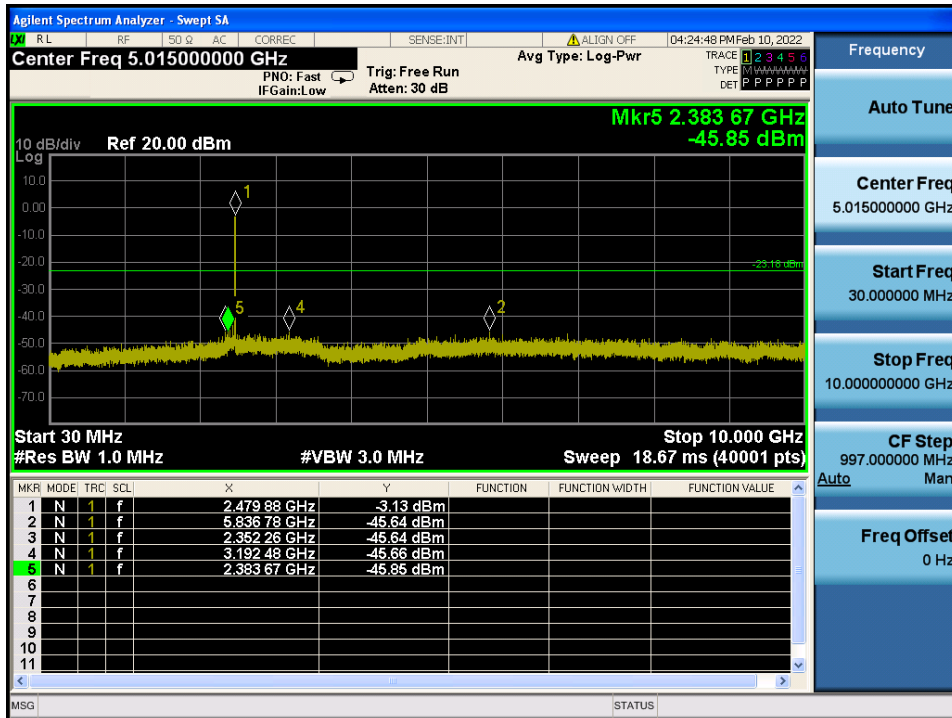 Agilent Spectrum Analyzer - Swept SA
LXI RL RF 50 Ω AC CORREC SENSE:INT ALIGN OFF 04:24:48 PM Feb 10, 2022
Center Freq 5.015000000 GHz
PNO: Fast
IFGain:Low
Trig: Free Run
Atten: 30 dB
Avg Type: Log-Pwr
TRACE 1 2 3 4 5 6
TYPE M W W W W W
DET P P P P P P
Mkr5 2.383 67 GHz
-45.85 dBm
10 dB/div Ref 20.00 dBm
Log
10.0
0.00
-10.0
-20.0
-30.0
-40.0
-50.0
-60.0
-70.0
1
5
4
2
-23.18 dBm
Start 30 MHz Stop 10.000 GHz
#Res BW 1.0 MHz #VBW 3.0 MHz Sweep 18.67 ms (40001 pts)
MKR MODE TRC SCL X Y FUNCTION FUNCTION WIDTH FUNCTION VALUE
1 N 1 f 2.479 88 GHz -3.13 dBm
2 N 1 f 5.836 78 GHz -45.64 dBm
3 N 1 f 2.352 26 GHz -45.64 dBm
4 N 1 f 3.192 48 GHz -45.66 dBm
5 N 1 f 2.383 67 GHz -45.85 dBm
6
7
8
9
10
11
MSG STATUS
Frequency
Auto Tune
Center Freq
5.015000000 GHz
Start Freq
30.000000 MHz
Stop Freq
10.000000000 GHz
CF Step
997.000000 MHz
Auto Man
Freq Offset
0 Hz